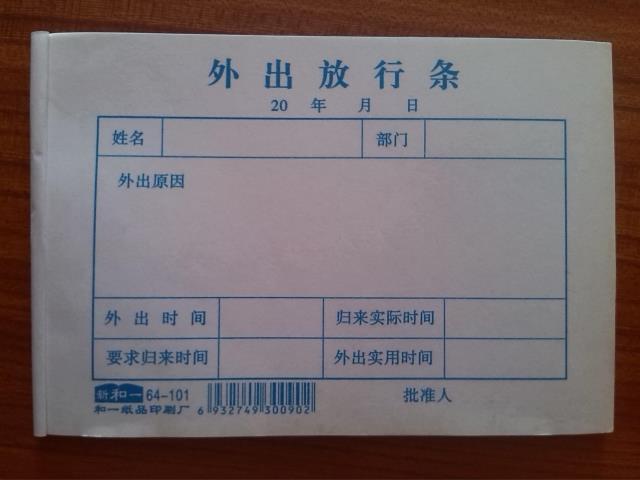 外出放行条
20 年 月 日
姓名 部门
外出原因
外出时间 归来实际时间
要求归来时间 外出实用时间
新和一 64-101 批准人
和一纸品印刷厂 6 932749 300902